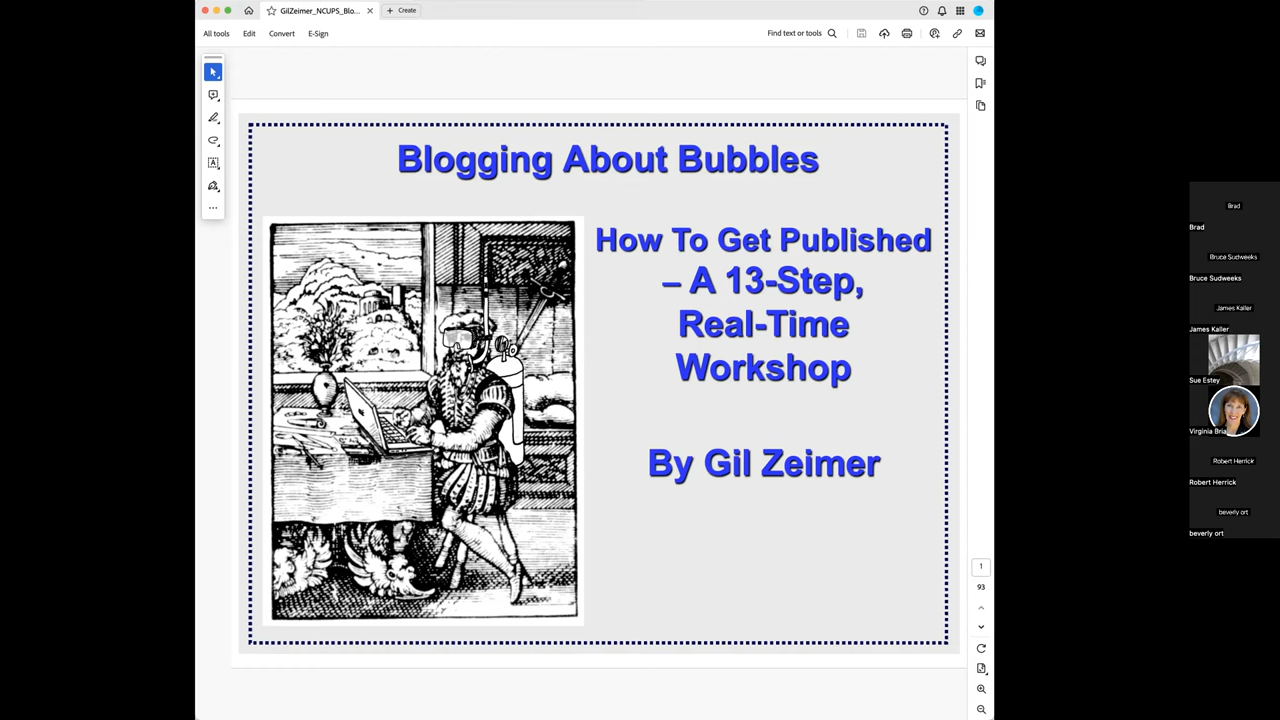 GilZeimer_NCUPS_Blo...
Create
All tools
Edit
Convert
E-Sign
Find text or tools
Blogging About Bubbles
How To Get Published
– A 13-Step,
Real-Time
Workshop
By Gil Zeimer
1
93
Brad
Brad
Bruce Sudweeks
Bruce Sudweeks
James Kaller
James Kaller
Sue Estey
Virginia Bria
Robert Herrick
Robert Herrick
beverly ort
beverly ort